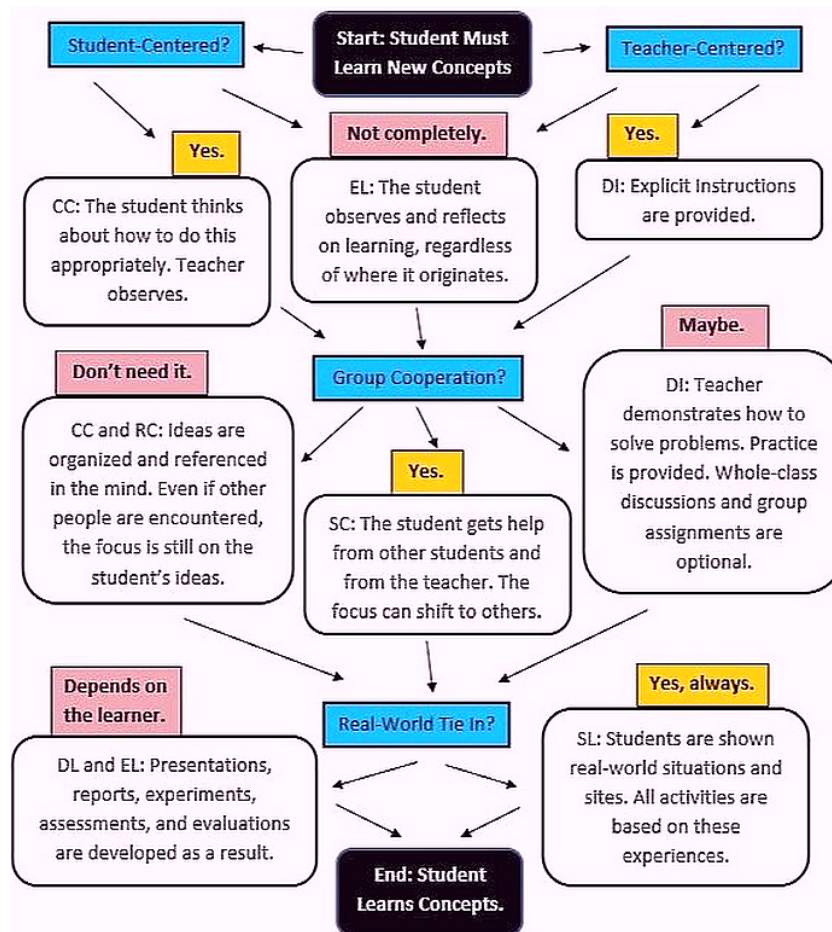 Student-Centered?
Start: Student Must
Learn New Concepts
Teacher-Centered?
Yes.
CC: The student thinks
about how to do this
appropriately. Teacher
observes.
Not completely.
EL: The student
observes and reflects
on learning, regardless
of where it originates.
Yes.
DI: Explicit Instructions
are provided.
Group Cooperation?
Don't need it.
CC and RC: Ideas are
organized and referenced
in the mind. Even if other
people are encountered,
the focus is still on the
student's ideas.
Yes.
SC: The student gets help
from other students and
from the teacher. The
focus can shift to others.
Maybe.
DI: Teacher
demonstrates how to
solve problems. Practice
is provided. Whole-class
discussions and group
assignments are
optional.
Real-World Tie In?
Depends on
the learner.
DL and EL: Presentations,
reports, experiments,
assessments, and evaluations
are developed as a result.
Yes, always.
SL: Students are shown
real-world situations and
sites. All activities are
based on these
experiences.
End: Student
Learns Concepts.